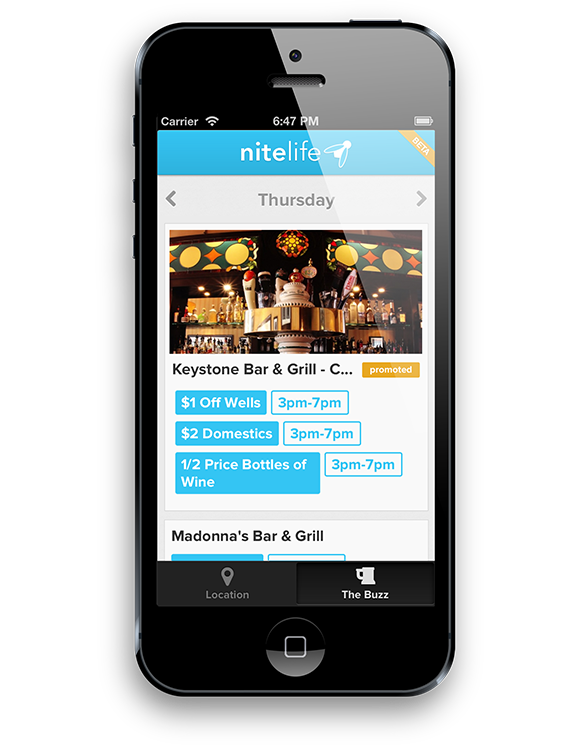 Carrier 6:47 PM
nitelife BETA
Thursday
Keystone Bar & Grill - C... promoted
$1 Off Wells 3pm-7pm
$2 Domestics 3pm-7pm
1/2 Price Bottles of 3pm-7pm
Wine
Madonna's Bar & Grill
Location The Buzz